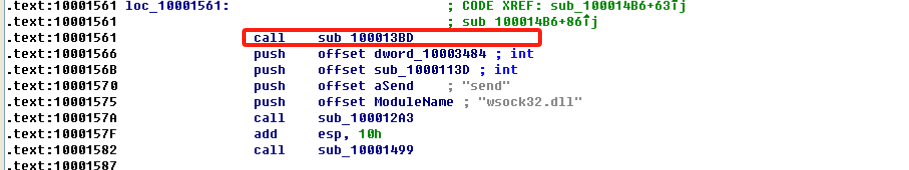 .text:10001561 loc_10001561: ; CODE XREF: sub_100014B6+63↑j
.text:10001561 ; sub_100014B6+86↑j
.text:10001561 call sub_100013BD
.text:10001566 push offset dword_10003484 ; int
.text:1000156B push offset sub_1000113D ; int
.text:10001570 push offset aSend ; "send"
.text:10001575 push offset ModuleName ; "wsock32.dll"
.text:1000157A call sub_100012A3
.text:1000157F add esp, 10h
.text:10001582 call sub_10001499
.text:10001587